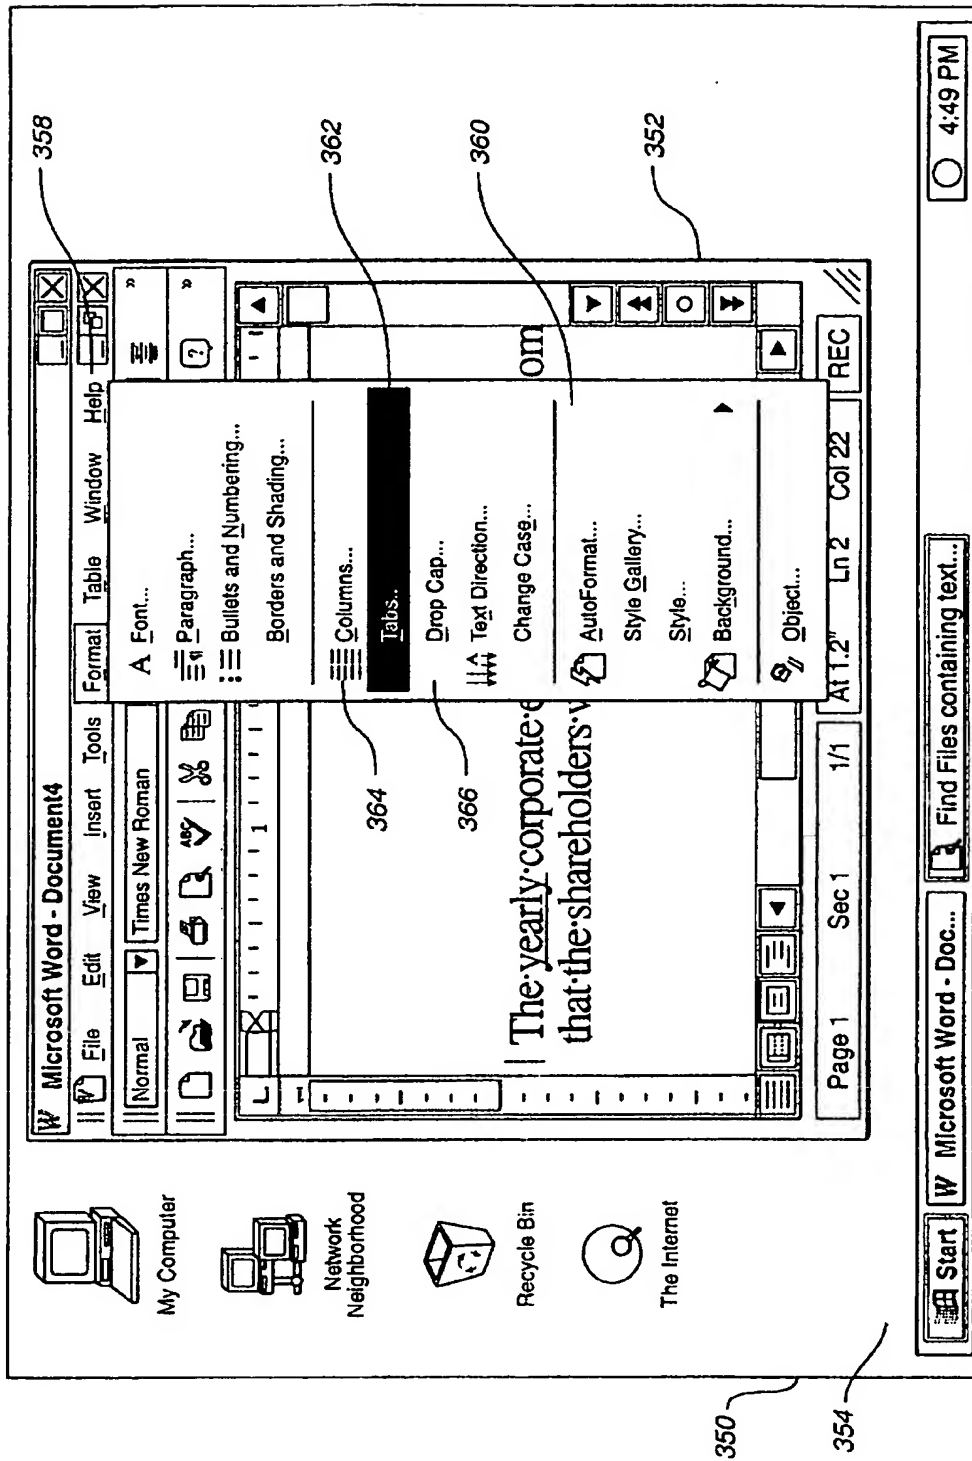 358
362
360
352
364
366
350
354
W Microsoft Word - Document4
File Edit View Insert Tools Format Table Window Help
Normal Times New Roman »
ABC ? »
1
A Font...
Paragraph...
Bullets and Numbering...
Borders and Shading...
Columns...
Tabs...
Drop Cap...
Text Direction...
Change Case...
AutoFormat...
Style Gallery...
Style...
Background...
Object...
The·yearly·corporate·e om
that·the·shareholders·w
Page 1 Sec 1 1/1 At 1.2" Ln 2 Col 22 REC
My Computer
Network
Neighborhood
Recycle Bin
The Internet
Start W Microsoft Word - Doc... Find Files containing text... 4:49 PM